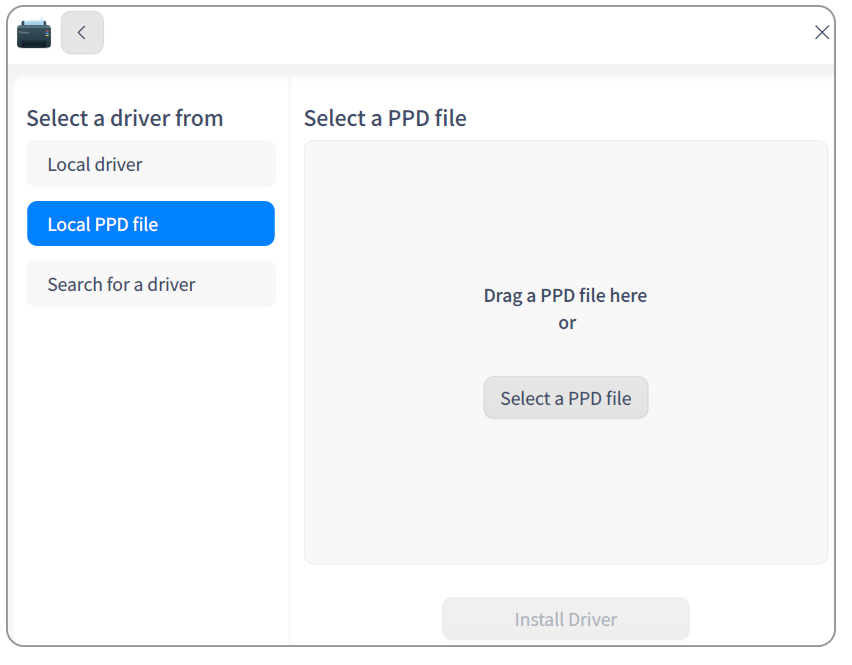 Select a driver from
Local driver
Local PPD file
Search for a driver
Select a PPD file
Drag a PPD file here
or
Select a PPD file
Install Driver